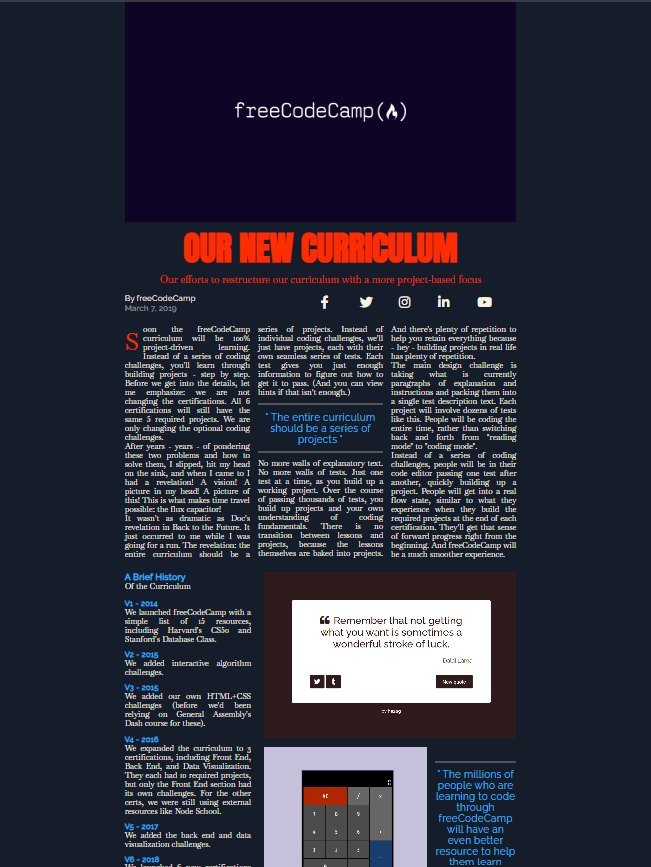 freeCodeCamp(🔥)
OUR NEW CURRICULUM
Our efforts to restructure our curriculum with a more project-based focus
By freeCodeCamp
March 7, 2019
Soon the freeCodeCamp
curriculum will be 100%
project-driven learning.
Instead of a series of coding
challenges, you'll learn through
building projects - step by step.
Before we get into the details, let
me emphasize: we are not
changing the certifications. All 6
certifications will still have the
same 5 required projects. We are
only changing the optional coding
challenges.
After years - years - of pondering
these two problems and how to
solve them, I slipped, hit my head
on the sink, and when I came to I
had a revelation! A vision! A
picture in my head! A picture of
this! This is what makes time travel
possible: the flux capacitor!
It wasn't as dramatic as Doc's
revelation in Back to the Future. It
just occurred to me while I was
going for a run. The revelation: the
entire curriculum should be a
series of projects. Instead of
individual coding challenges, we'll
just have projects, each with their
own seamless series of tests. Each
test gives you just enough
information to figure out how to
get it to pass. (And you can view
hints if that isn't enough.)
" The entire curriculum
should be a series of
projects "
No more walls of explanatory text.
No more walls of tests. Just one
test at a time, as you build up a
working project. Over the course
of passing thousands of tests, you
build up projects and your own
understanding of coding
fundamentals. There is no
transition between lessons and
projects, because the lessons
themselves are baked into projects.
And there's plenty of repetition to
help you retain everything because
- hey - building projects in real life
has plenty of repetition.
The main design challenge is
taking what is currently
paragraphs of explanation and
instructions and packing them into
a single test description text. Each
project will involve dozens of tests
like this. People will be coding the
entire time, rather than switching
back and forth from "reading
mode" to "coding mode".
Instead of a series of coding
challenges, people will be in their
code editor passing one test after
another, quickly building up a
project. People will get into a real
flow state, similar to what they
experience when they build the
required projects at the end of each
certification. They'll get that sense
of forward progress right from the
beginning. And freeCodeCamp will
be a much smoother experience.
A Brief History
Of the Curriculum
V1 - 2014
We launched freeCodeCamp with a
simple list of 15 resources,
including Harvard's CS50 and
Stanford's Database Class.
V2 - 2015
We added interactive algorithm
challenges.
V3 - 2015
We added our own HTML+CSS
challenges (before we'd been
relying on General Assembly's
Dash course for these).
V4 - 2016
We expanded the curriculum to 3
certifications, including Front End,
Back End, and Data Visualization.
They each had 10 required projects,
but only the Front End section had
its own challenges. For the other
certs, we were still using external
resources like Node School.
V5 - 2017
We added the back end and data
visualization challenges.
V6 - 2018
We launched 6 new certifications
❝ Remember that not getting
what you want is sometimes a
wonderful stroke of luck.
Dalai Lama
New quote
by hezag
0
AC / x
7 8 9 -
4 5 6 +
1 2 3
" The millions of
people who are
learning to code
through
freeCodeCamp
will have an
even better
resource to help
them learn